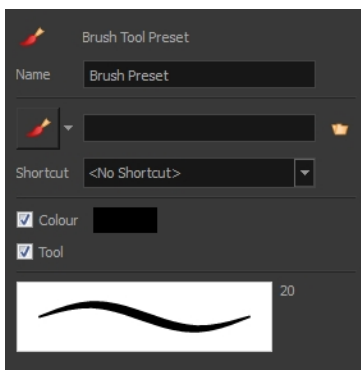 Brush Tool Preset
Name Brush Preset
Shortcut <No Shortcut>
Colour
Tool
20